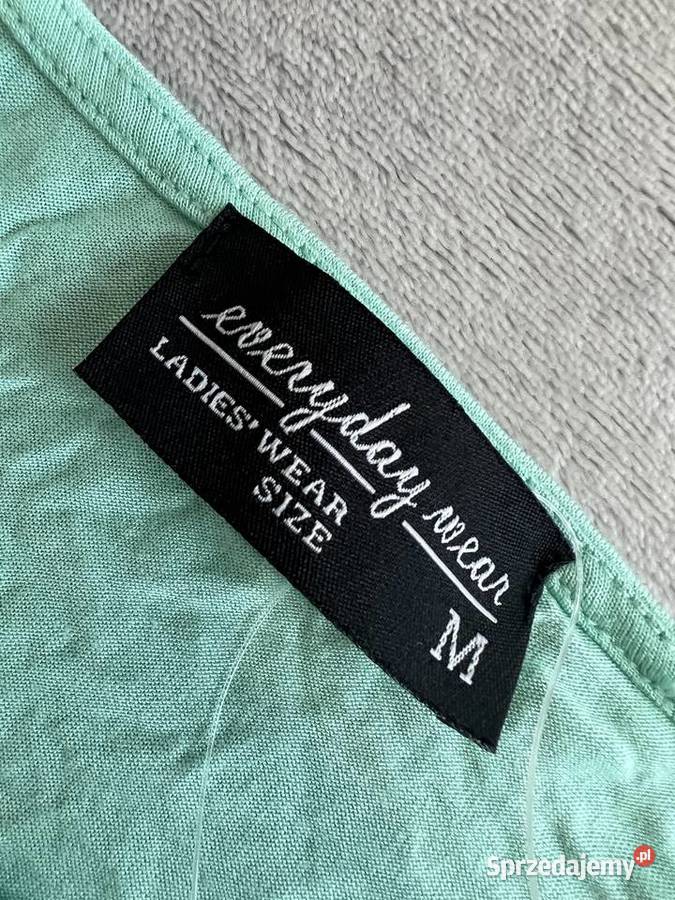 everyday wear
LADIES' WEAR
SIZE
M
Sprzedajemy.pl